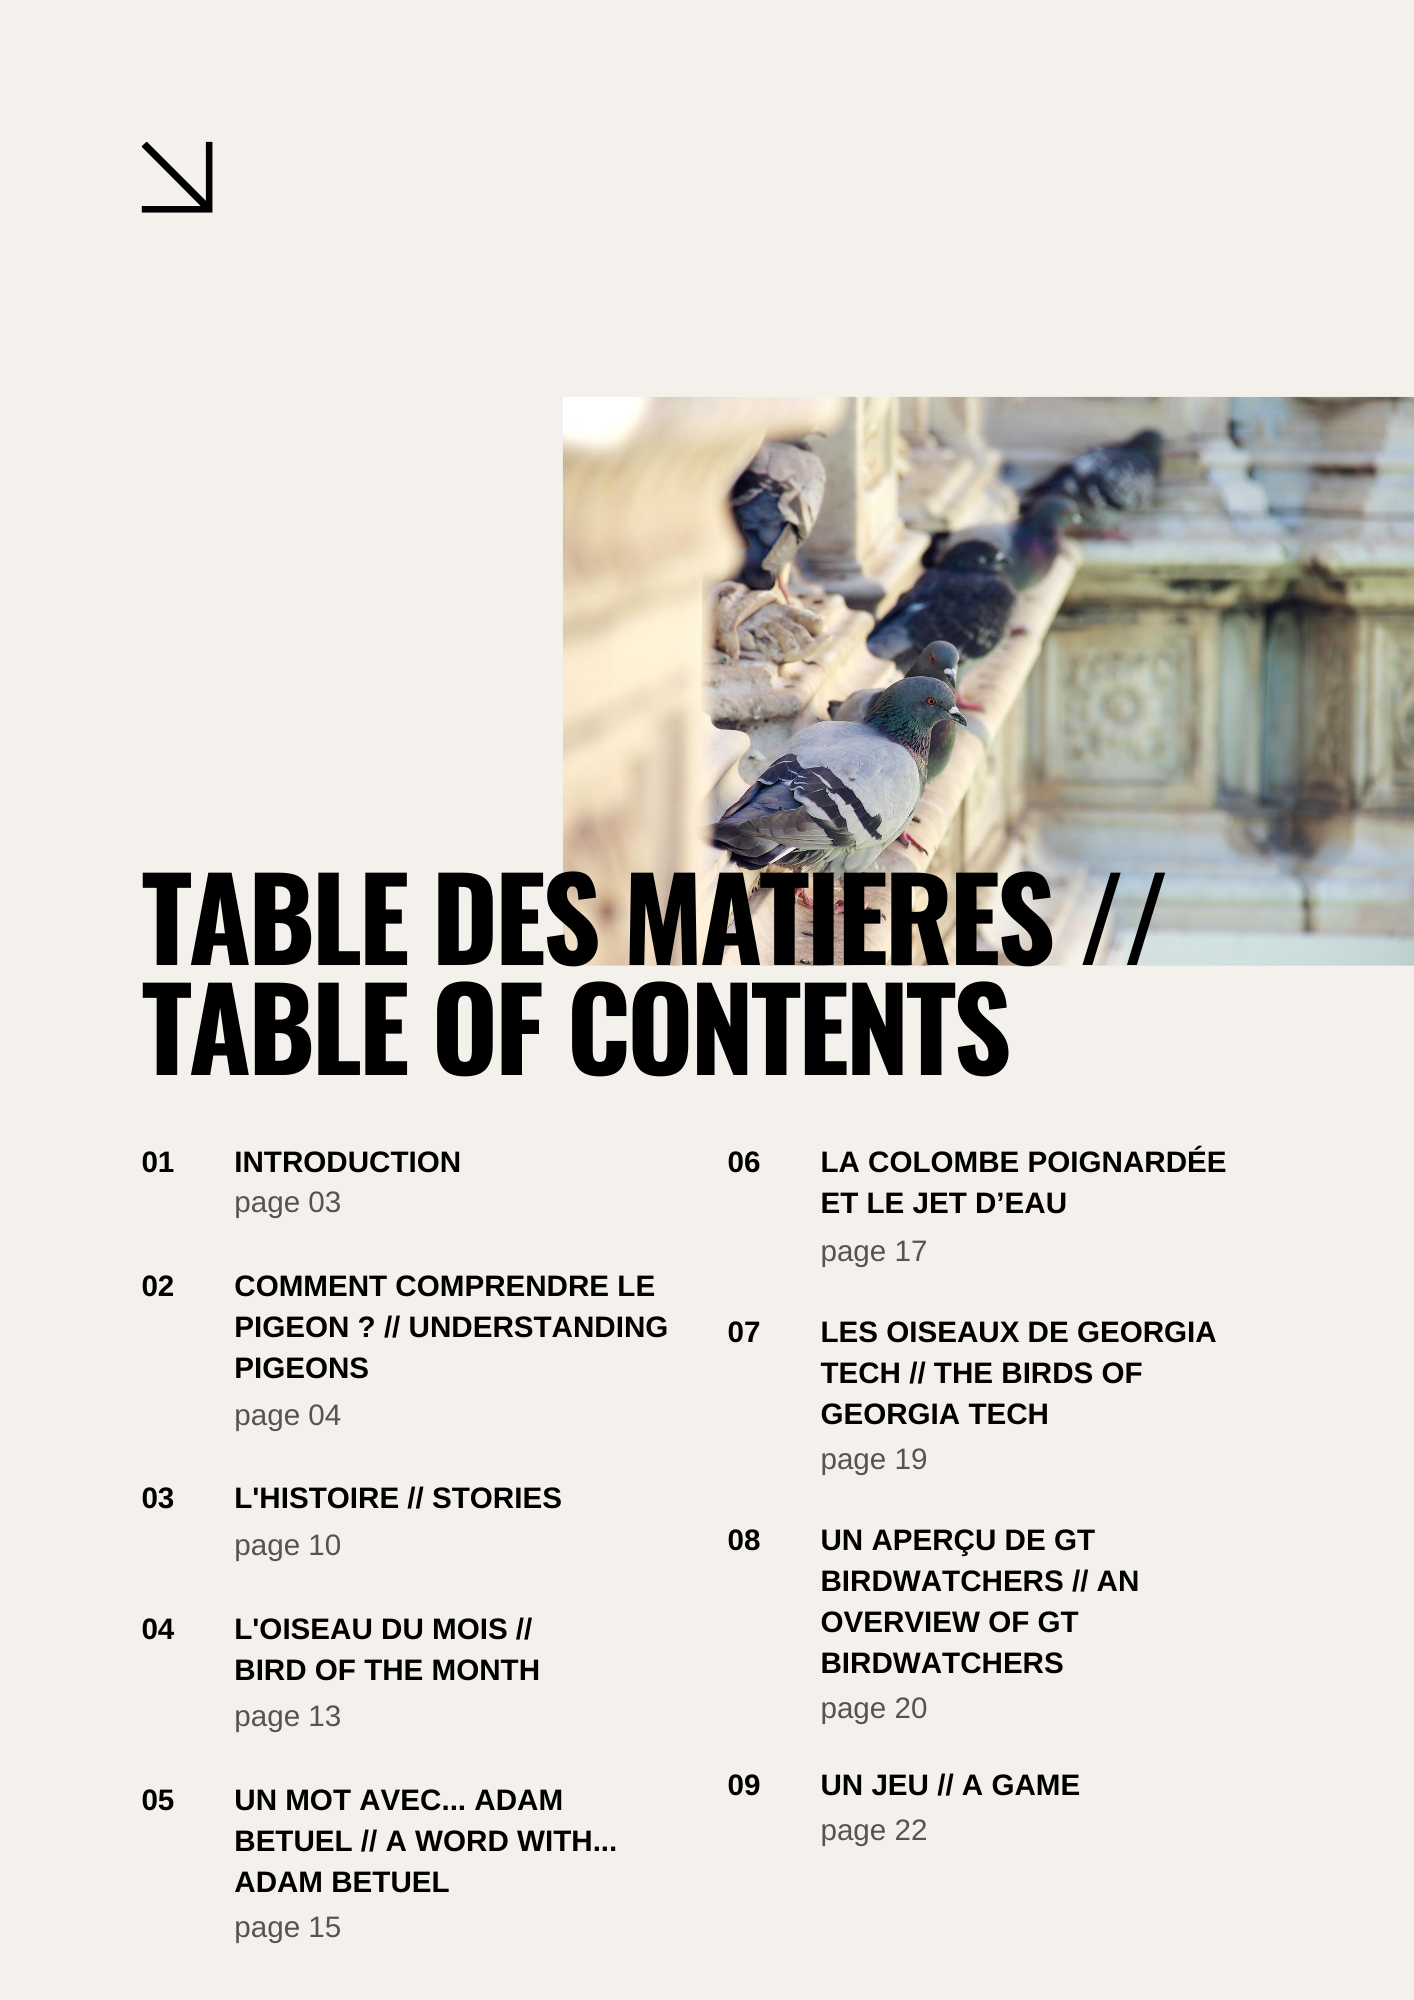 TABLE DES MATIERES //
TABLE OF CONTENTS
01 INTRODUCTION
page 03
02 COMMENT COMPRENDRE LE
PIGEON ? // UNDERSTANDING
PIGEONS
page 04
03 L'HISTOIRE // STORIES
page 10
04 L'OISEAU DU MOIS //
BIRD OF THE MONTH
page 13
05 UN MOT AVEC... ADAM
BETUEL // A WORD WITH...
ADAM BETUEL
page 15
06 LA COLOMBE POIGNARDÉE
ET LE JET D’EAU
page 17
07 LES OISEAUX DE GEORGIA
TECH // THE BIRDS OF
GEORGIA TECH
page 19
08 UN APERÇU DE GT
BIRDWATCHERS // AN
OVERVIEW OF GT
BIRDWATCHERS
page 20
09 UN JEU // A GAME
page 22